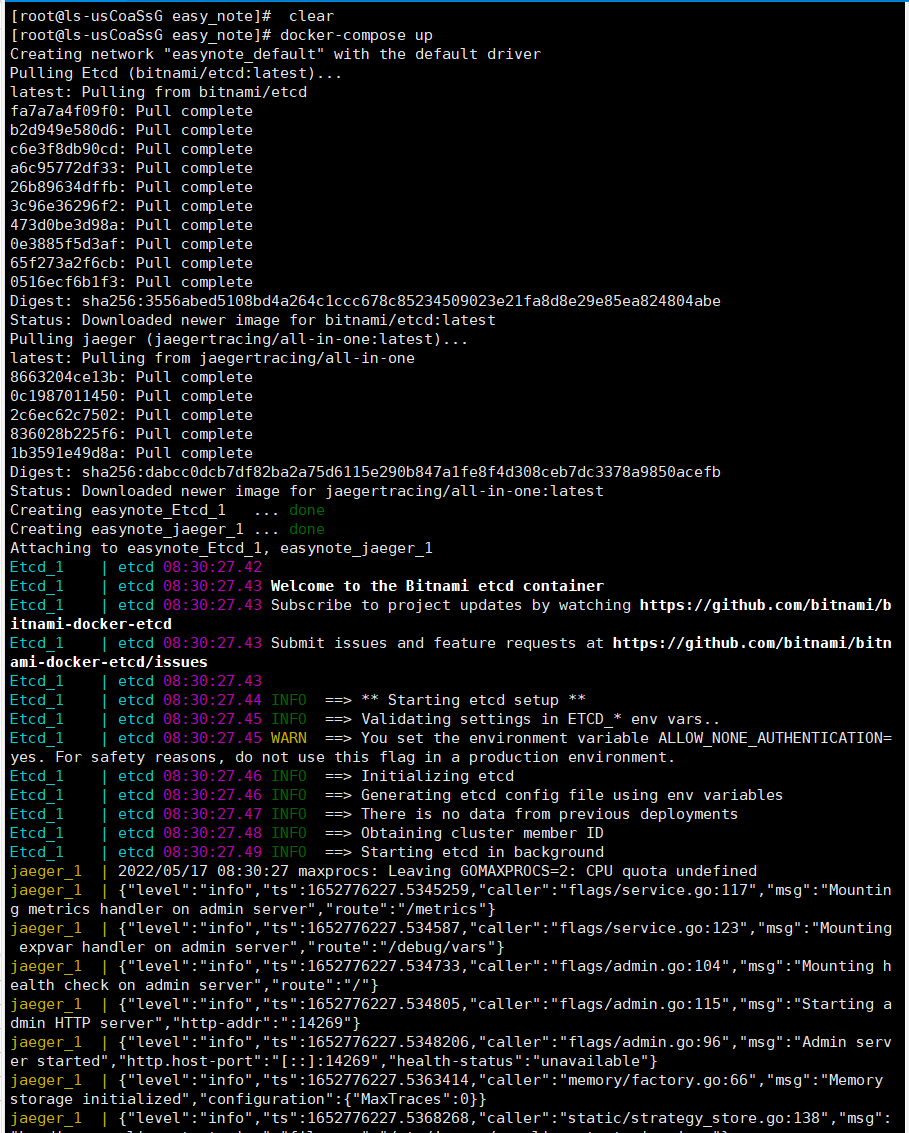 [root@ls-usCoaSsG easy_note]#  clear
[root@ls-usCoaSsG easy_note]# docker-compose up
Creating network "easynote_default" with the default driver
Pulling Etcd (bitnami/etcd:latest)...
latest: Pulling from bitnami/etcd
fa7a7a4f09f0: Pull complete
b2d949e580d6: Pull complete
c6e3f8db90cd: Pull complete
a6c95772df33: Pull complete
26b89634dffb: Pull complete
3c96e36296f2: Pull complete
473d0be3d98a: Pull complete
0e3885f5d3af: Pull complete
65f273a2f6cb: Pull complete
0516ecf6b1f3: Pull complete
Digest: sha256:3556abed5108bd4a264c1ccc678c85234509023e21fa8d8e29e85ea824804abe
Status: Downloaded newer image for bitnami/etcd:latest
Pulling jaeger (jaegertracing/all-in-one:latest)...
latest: Pulling from jaegertracing/all-in-one
8663204ce13b: Pull complete
0c1987011450: Pull complete
2c6ec62c7502: Pull complete
836028b225f6: Pull complete
1b3591e49d8a: Pull complete
Digest: sha256:dabcc0dcb7df82ba2a75d6115e290b847a1fe8f4d308ceb7dc3378a9850acefb
Status: Downloaded newer image for jaegertracing/all-in-one:latest
Creating easynote_Etcd_1   ... done
Creating easynote_jaeger_1 ... done
Attaching to easynote_Etcd_1, easynote_jaeger_1
Etcd_1    | etcd 08:30:27.42
Etcd_1    | etcd 08:30:27.43 Welcome to the Bitnami etcd container
Etcd_1    | etcd 08:30:27.43 Subscribe to project updates by watching https://github.com/bitnami/b
itnami-docker-etcd
Etcd_1    | etcd 08:30:27.43 Submit issues and feature requests at https://github.com/bitnami/bitn
ami-docker-etcd/issues
Etcd_1    | etcd 08:30:27.43
Etcd_1    | etcd 08:30:27.44 INFO  ==> ** Starting etcd setup **
Etcd_1    | etcd 08:30:27.45 INFO  ==> Validating settings in ETCD_* env vars..
Etcd_1    | etcd 08:30:27.45 WARN  ==> You set the environment variable ALLOW_NONE_AUTHENTICATION=
yes. For safety reasons, do not use this flag in a production environment.
Etcd_1    | etcd 08:30:27.46 INFO  ==> Initializing etcd
Etcd_1    | etcd 08:30:27.46 INFO  ==> Generating etcd config file using env variables
Etcd_1    | etcd 08:30:27.47 INFO  ==> There is no data from previous deployments
Etcd_1    | etcd 08:30:27.48 INFO  ==> Obtaining cluster member ID
Etcd_1    | etcd 08:30:27.49 INFO  ==> Starting etcd in background
jaeger_1  | 2022/05/17 08:30:27 maxprocs: Leaving GOMAXPROCS=2: CPU quota undefined
jaeger_1  | {"level":"info","ts":1652776227.5345259,"caller":"flags/service.go:117","msg":"Mountin
g metrics handler on admin server","route":"/metrics"}
jaeger_1  | {"level":"info","ts":1652776227.534587,"caller":"flags/service.go:123","msg":"Mounting
 expvar handler on admin server","route":"/debug/vars"}
jaeger_1  | {"level":"info","ts":1652776227.534733,"caller":"flags/admin.go:104","msg":"Mounting h
ealth check on admin server","route":"/"}
jaeger_1  | {"level":"info","ts":1652776227.534805,"caller":"flags/admin.go:115","msg":"Starting a
dmin HTTP server","http-addr":":14269"}
jaeger_1  | {"level":"info","ts":1652776227.5348206,"caller":"flags/admin.go:96","msg":"Admin serv
er started","http.host-port":"[::]:14269","health-status":"unavailable"}
jaeger_1  | {"level":"info","ts":1652776227.5363414,"caller":"memory/factory.go:66","msg":"Memory
storage initialized","configuration":{"MaxTraces":0}}
jaeger_1  | {"level":"info","ts":1652776227.5368268,"caller":"static/strategy_store.go:138","msg":